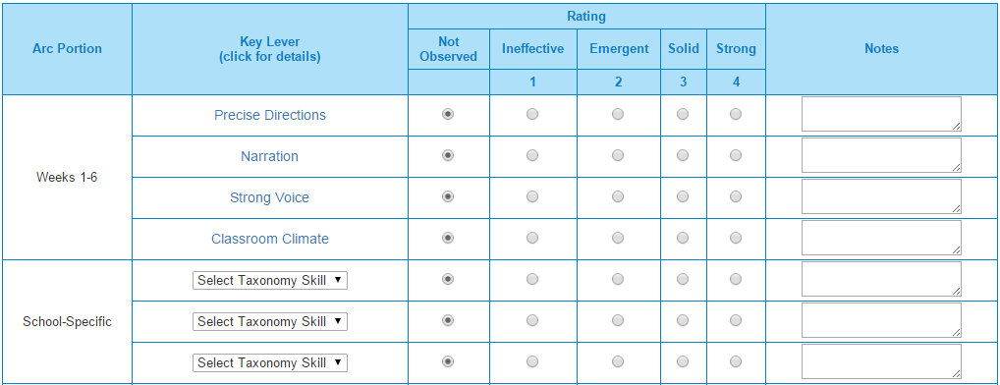 Rating
Arc Portion
Key Lever
(click for details)
Not
Observed
Ineffective
Emergent
Solid
Strong
Notes
1
2
3
4
Weeks 1-6
Precise Directions
Narration
Strong Voice
Classroom Climate
School-Specific
Select Taxonomy Skill
Select Taxonomy Skill
Select Taxonomy Skill